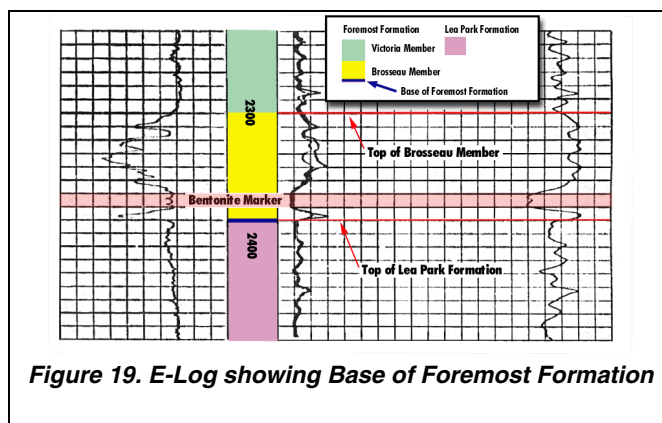 Foremost Formation
Lea Park Formation
Victoria Member
Brosseau Member
Base of Foremost Formation
2300
Top of Brosseau Member
Bentonite Marker
2400
Top of Lea Park Formation
Figure 19. E-Log showing Base of Foremost Formation